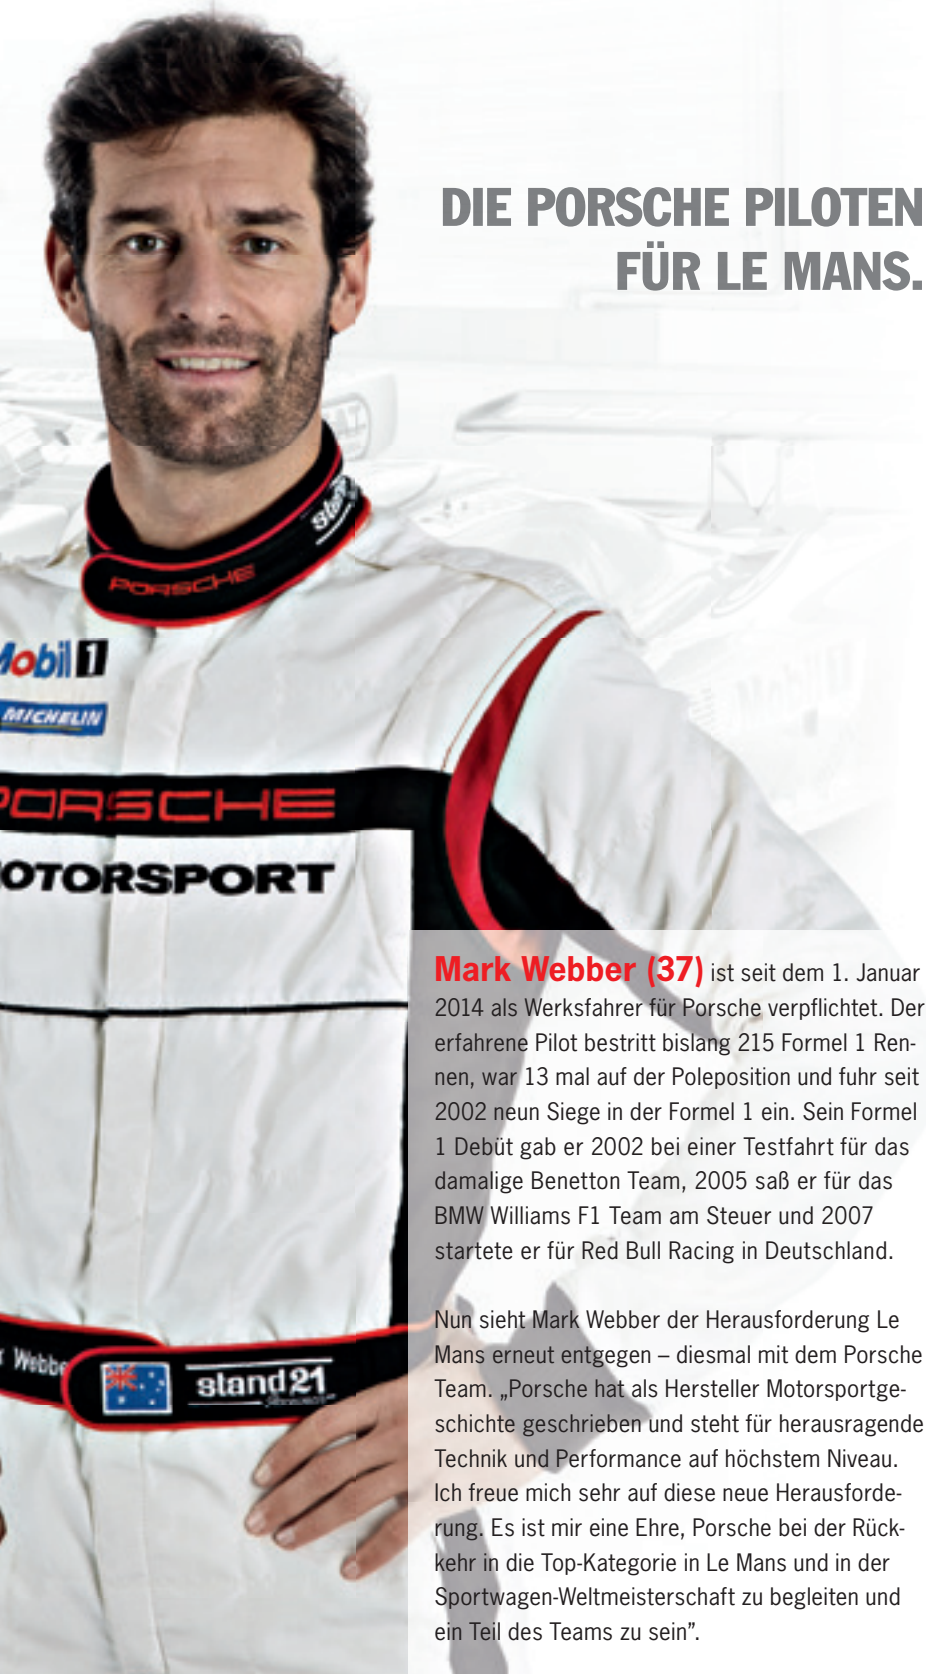 DIE PORSCHE PILOTEN
FÜR LE MANS.
PORSCHE
Mobil 1
MICHELIN
PORSCHE
MOTORSPORT
Mark Webber (37) ist seit dem 1. Januar
2014 als Werksfahrer für Porsche verpflichtet. Der
erfahrene Pilot bestritt bislang 215 Formel 1 Ren-
nen, war 13 mal auf der Poleposition und fuhr seit
2002 neun Siege in der Formel 1 ein. Sein Formel
1 Debüt gab er 2002 bei einer Testfahrt für das
damalige Benetton Team, 2005 saß er für das
BMW Williams F1 Team am Steuer und 2007
startete er für Red Bull Racing in Deutschland.
Nun sieht Mark Webber der Herausforderung Le
Mans erneut entgegen – diesmal mit dem Porsche
Team. „Porsche hat als Hersteller Motorsportge-
schichte geschrieben und steht für herausragende
Technik und Performance auf höchstem Niveau.
Ich freue mich sehr auf diese neue Herausforde-
rung. Es ist mir eine Ehre, Porsche bei der Rück-
kehr in die Top-Kategorie in Le Mans und in der
Sportwagen-Weltmeisterschaft zu begleiten und
ein Teil des Teams zu sein”.
Webbe
stand21